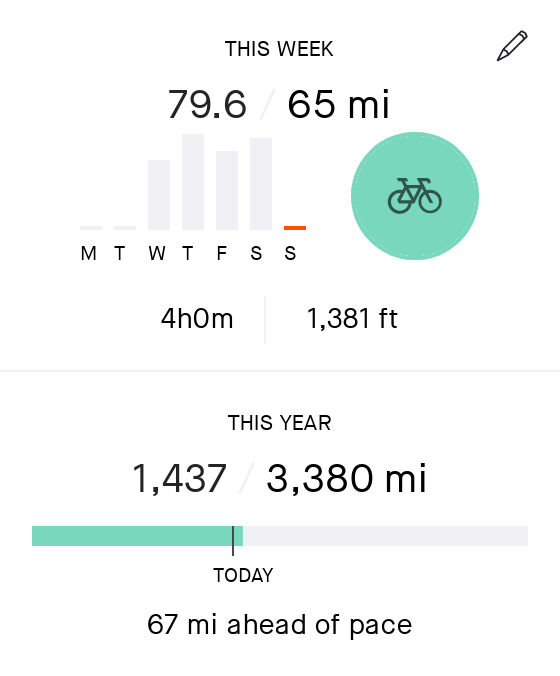 THIS WEEK
79.6 / 65 mi
M T W T F S S
4h0m 1,381 ft
THIS YEAR
1,437 / 3,380 mi
TODAY
67 mi ahead of pace